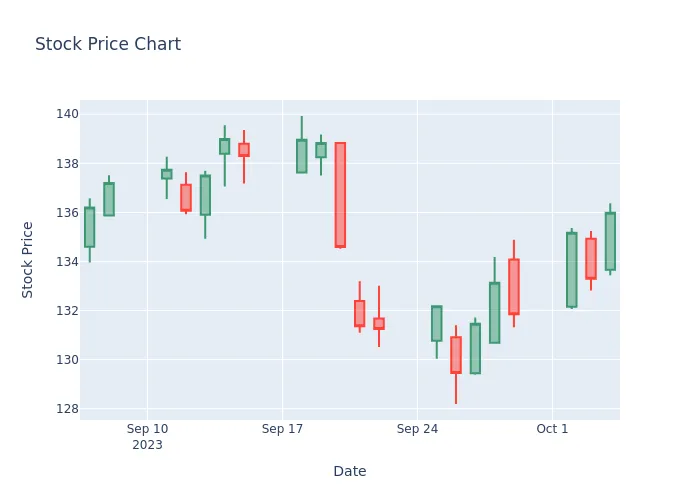 Stock Price Chart
140
138
136
134
132
130
128
Stock Price
Sep 10
2023
Sep 17
Sep 24
Oct 1
Date